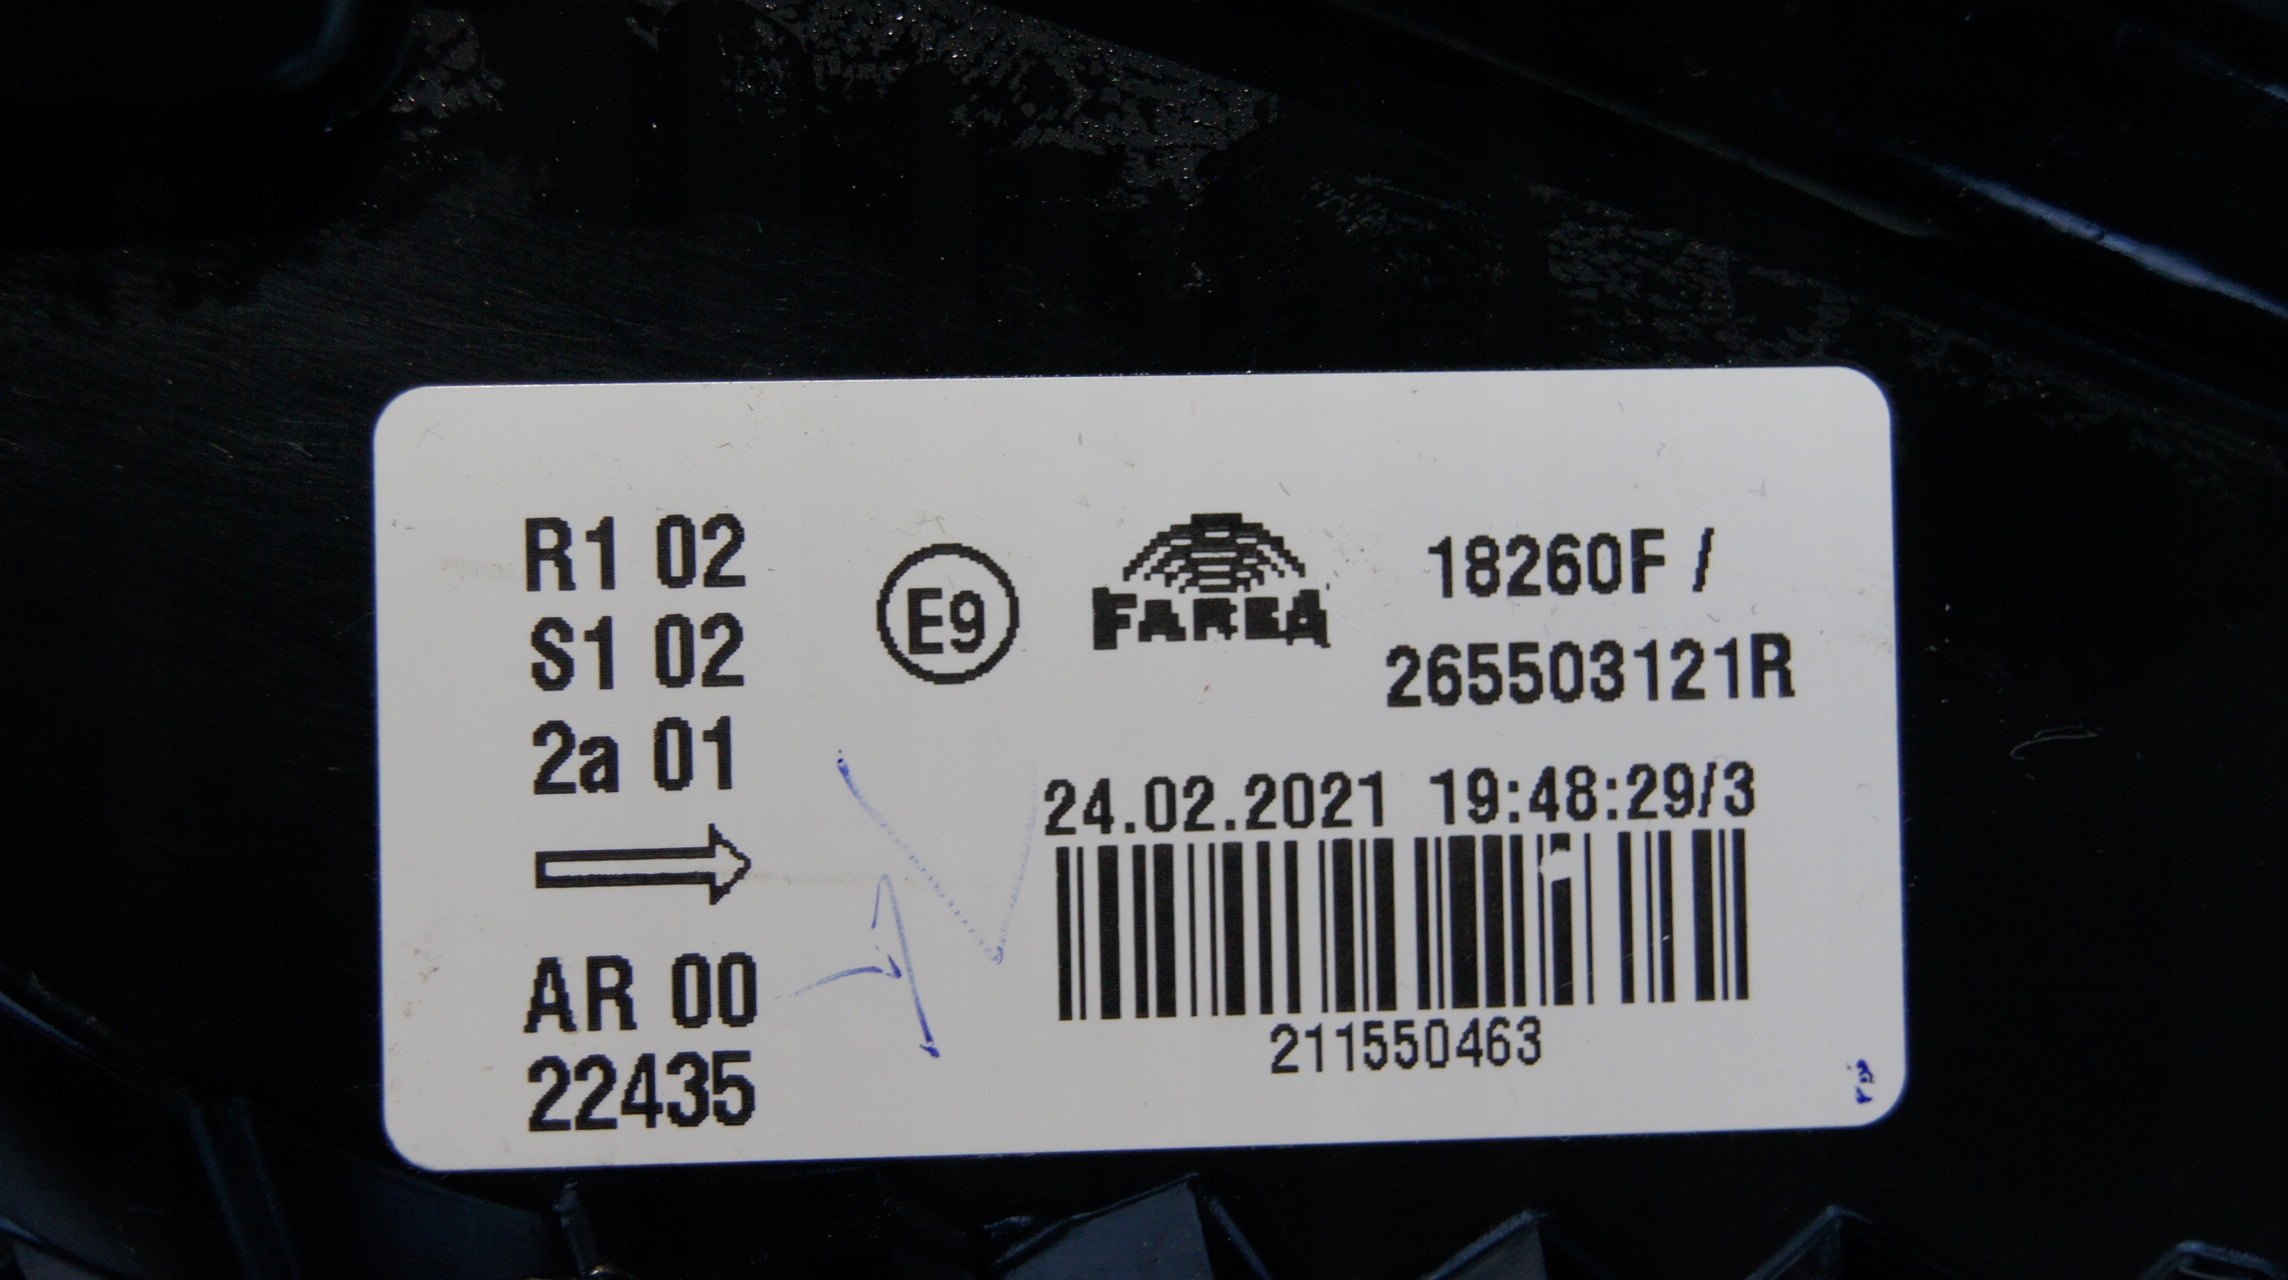 R1 02
S1 02
2a 01
AR 00
22435
E9
FARBA
18260F /
265503121R
24.02.2021 19:48:29/3
211550463